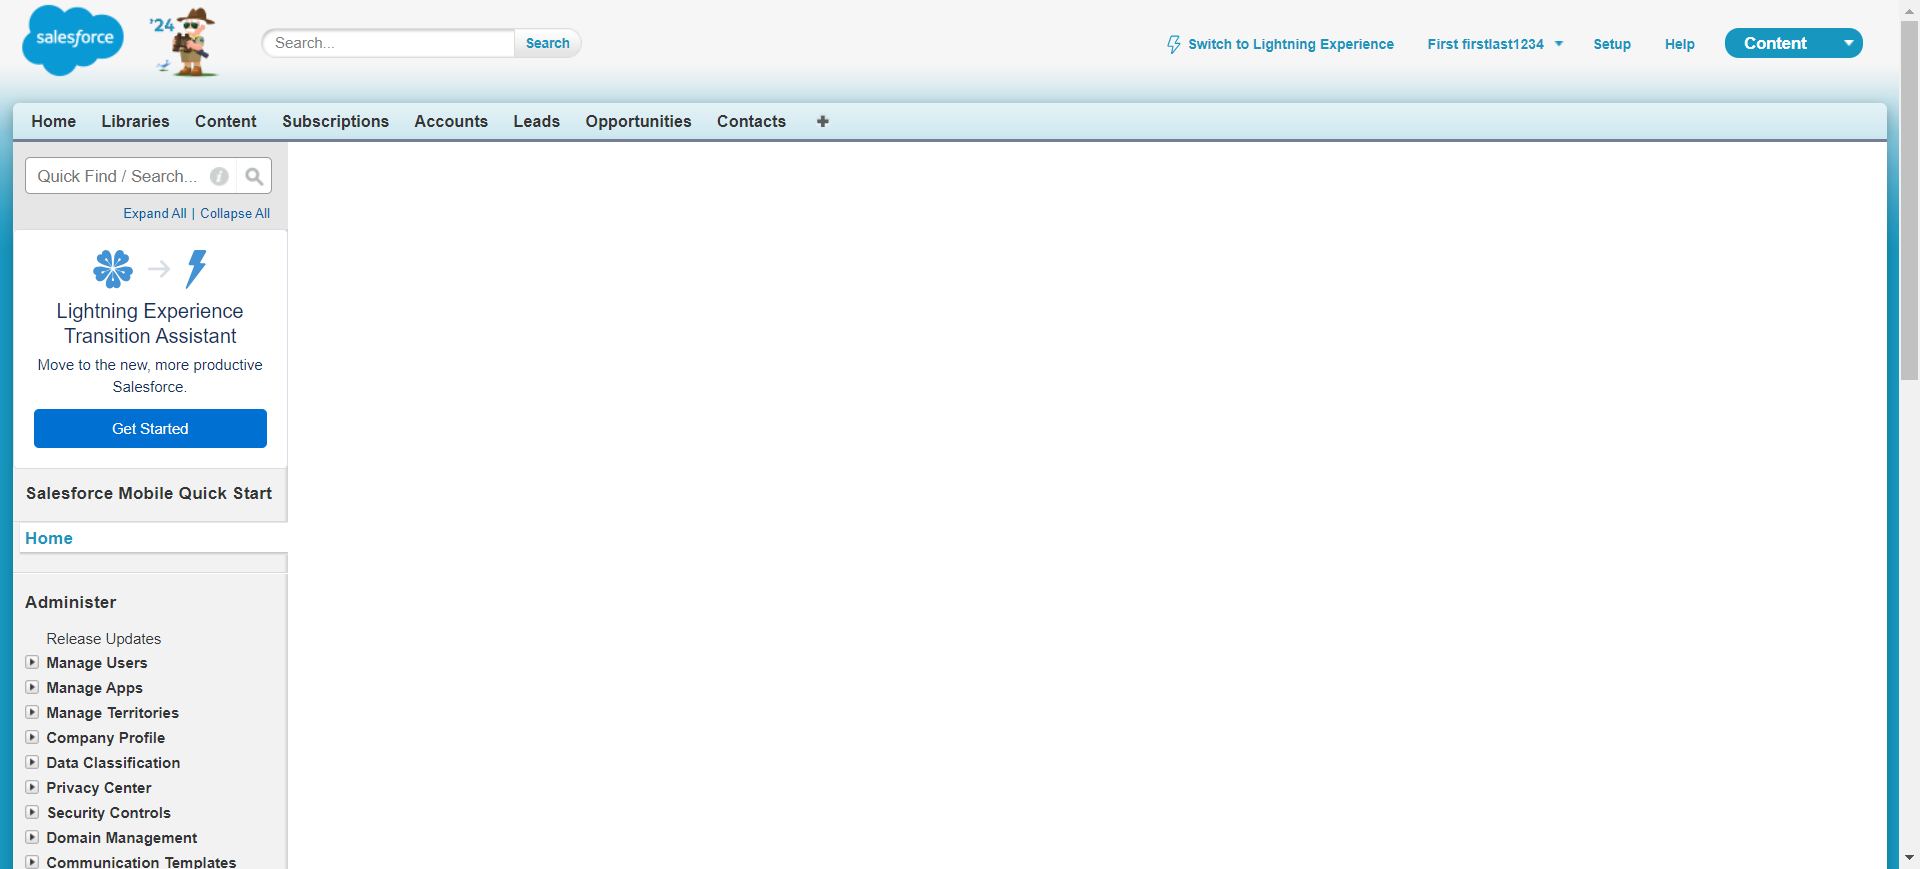 salesforce
'24
Search...
Search
Switch to Lightning Experience
First firstlast1234
Setup
Help
Content
Home
Libraries
Content
Subscriptions
Accounts
Leads
Opportunities
Contacts
Quick Find / Search...
Expand All | Collapse All
Lightning Experience
Transition Assistant
Move to the new, more productive
Salesforce.
Get Started
Salesforce Mobile Quick Start
Home
Administer
Release Updates
Manage Users
Manage Apps
Manage Territories
Company Profile
Data Classification
Privacy Center
Security Controls
Domain Management
Communication Templates